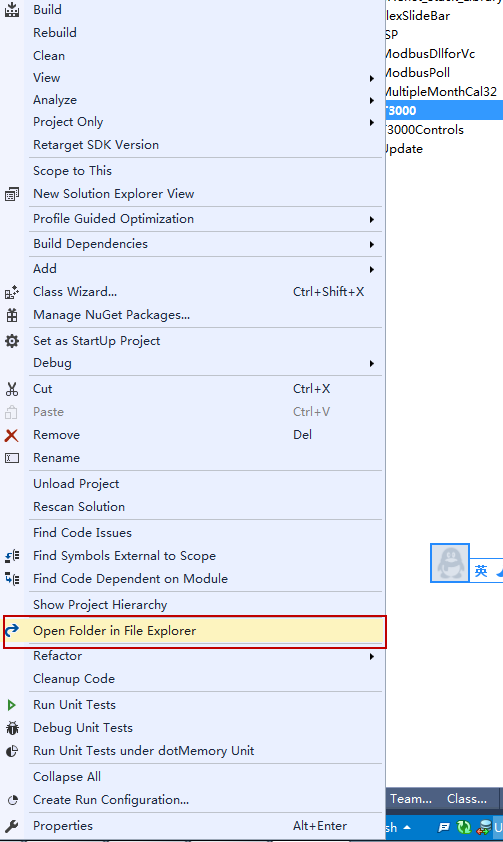 Build
Rebuild
Clean
View
Analyze
Project Only
Retarget SDK Version
Scope to This
New Solution Explorer View
Profile Guided Optimization
Build Dependencies
Add
Class Wizard... Ctrl+Shift+X
Manage NuGet Packages...
Set as StartUp Project
Debug
Cut Ctrl+X
Paste Ctrl+V
Remove Del
Rename
Unload Project
Rescan Solution
Find Code Issues
Find Symbols External to Scope
Find Code Dependent on Module
Show Project Hierarchy
Open Folder in File Explorer
Refactor
Cleanup Code
Run Unit Tests
Debug Unit Tests
Run Unit Tests under dotMemory Unit
Collapse All
Create Run Configuration...
Properties Alt+Enter
lexSlideBar
SP
ModbusDllforVc
ModbusPoll
MultipleMonthCal32
T3000
T3000Controls
Update
英
Team... Class...
sh